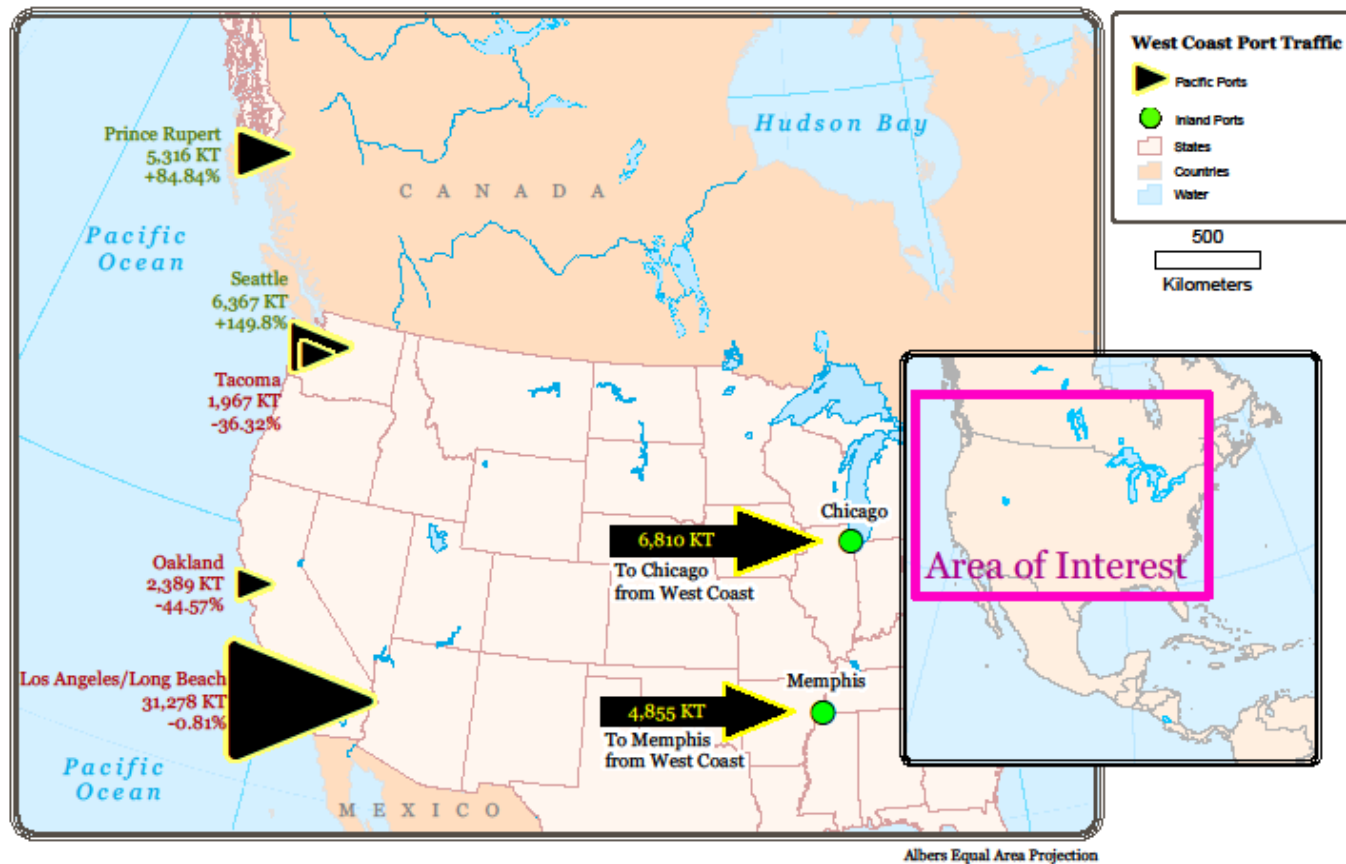 West Coast Port Traffic
Pacific Ports
Inland Ports
States
Countries
Water
500
Kilometers
Hudson Bay
Prince Rupert
5,316 KT
+84.84%
CANADA
Pacific
Ocean
Seattle
6,367 KT
+149.8%
Tacoma
1,967 KT
-36.32%
Chicago
6,810 KT
To Chicago
from West Coast
Oakland
2,389 KT
-44.57%
Area of Interest
Los Angeles/Long Beach
31,278 KT
-0.81%
Memphis
4,855 KT
To Memphis
from West Coast
Pacific
Ocean
MEXICO
Albers Equal Area Projection